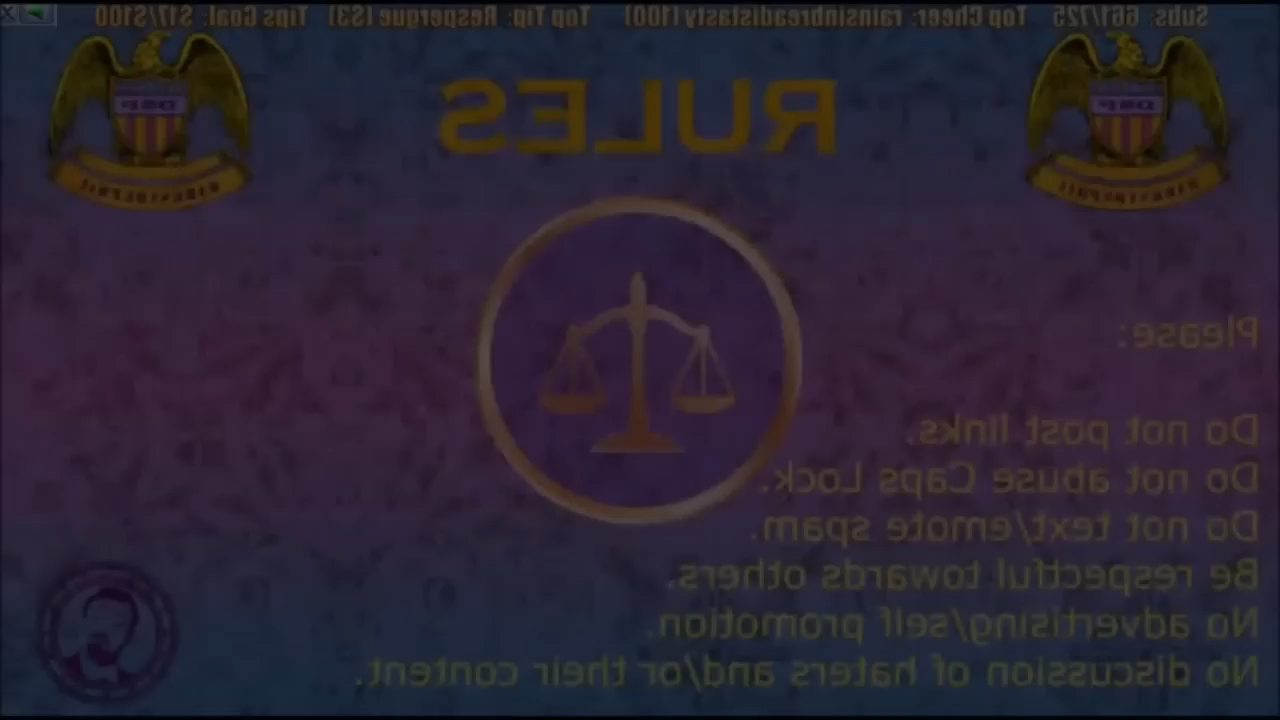 Subs: 661/725 Top Cheer: rainsinbreadistasty (100) Top Tip: Respergue ($3) Tips Goal: $17/$100
RULES
Please:
Do not post links.
Do not abuse Caps Lock.
Do not text/emote spam.
Be respectful towards others.
No advertising/self promotion.
No discussion of haters and/or their content.